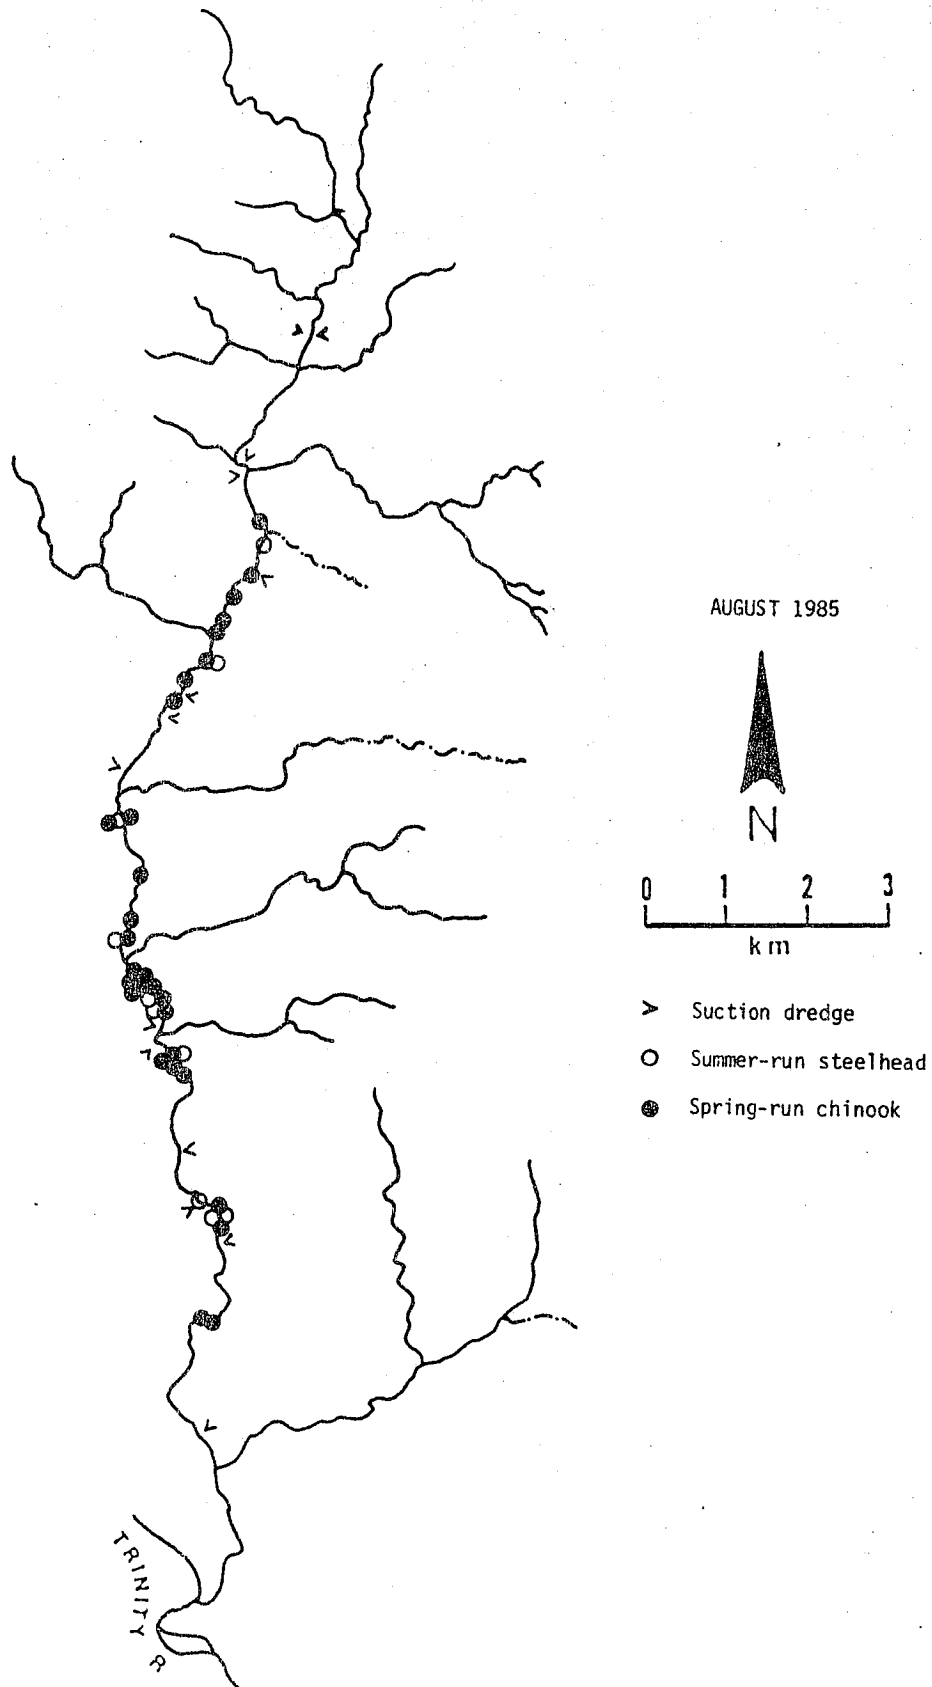 AUGUST 1985
N
0 1 2 3
km
Suction dredge
Summer-run steelhead
Spring-run chinook
TRINITY R